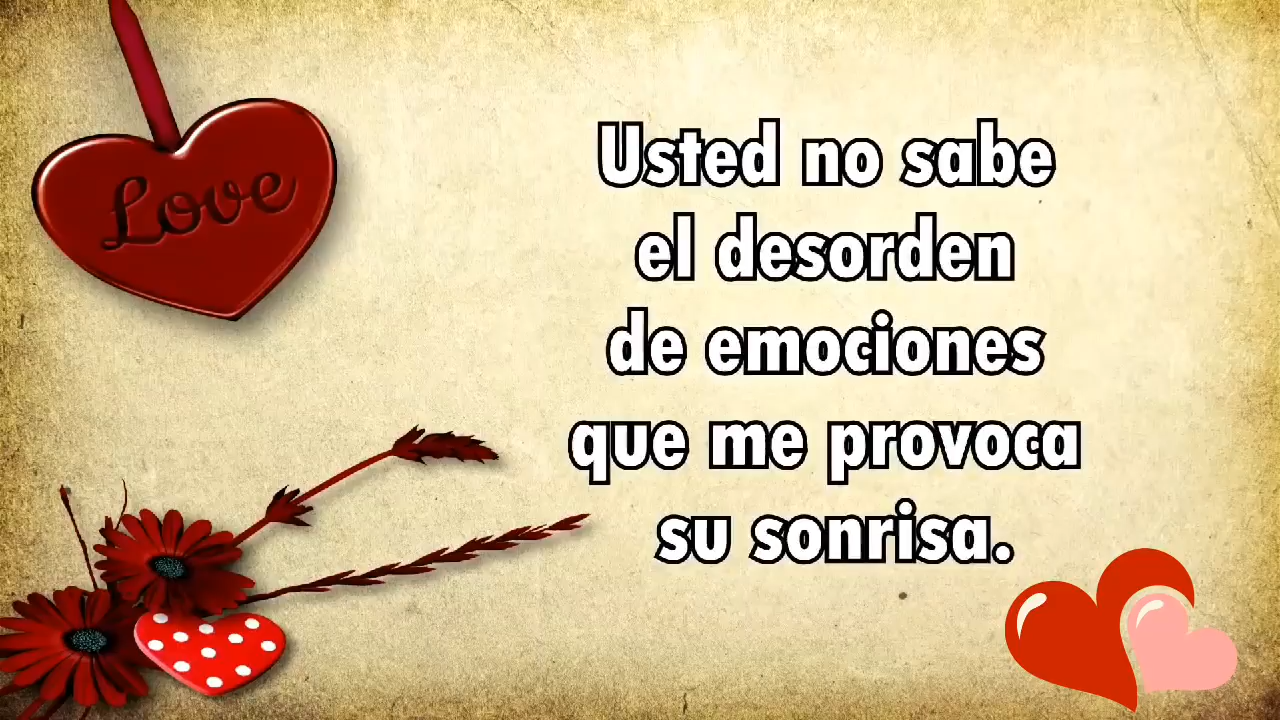 Love
Usted no sabe
el desorden
de emociones
que me provoca
su sonrisa.